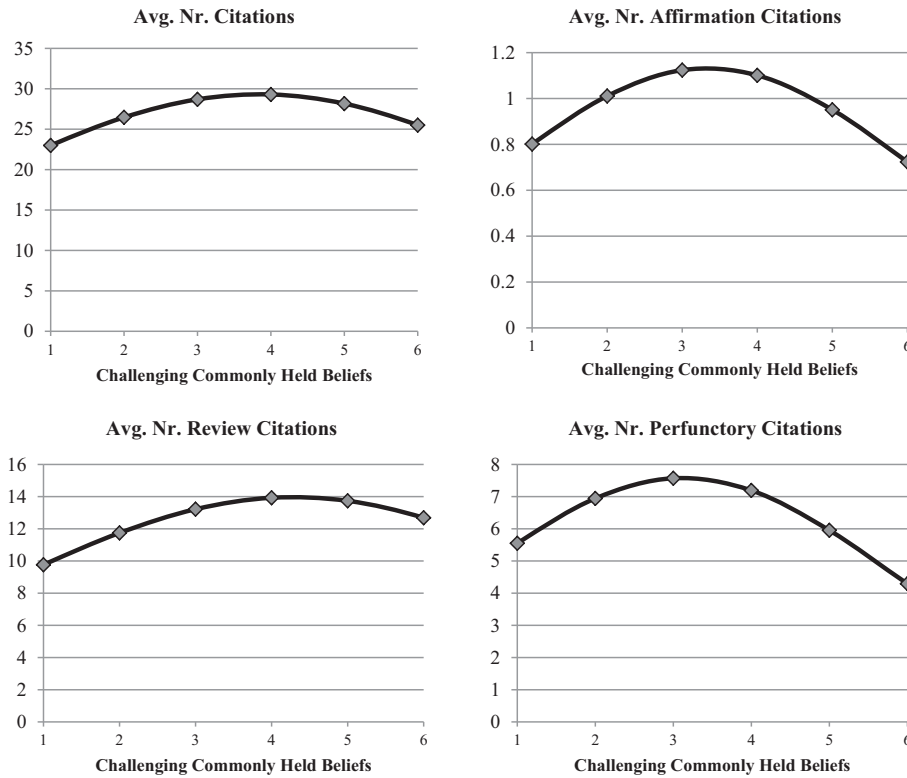 Avg. Nr. Citations
35
30
25
20
15
10
5
0
1 2 3 4 5 6
Challenging Commonly Held Beliefs
Avg. Nr. Affirmation Citations
1.2
1
0.8
0.6
0.4
0.2
0
1 2 3 4 5 6
Challenging Commonly Held Beliefs
Avg. Nr. Review Citations
16
14
12
10
8
6
4
2
0
1 2 3 4 5 6
Challenging Commonly Held Beliefs
Avg. Nr. Perfunctory Citations
8
7
6
5
4
3
2
1
0
1 2 3 4 5 6
Challenging Commonly Held Beliefs